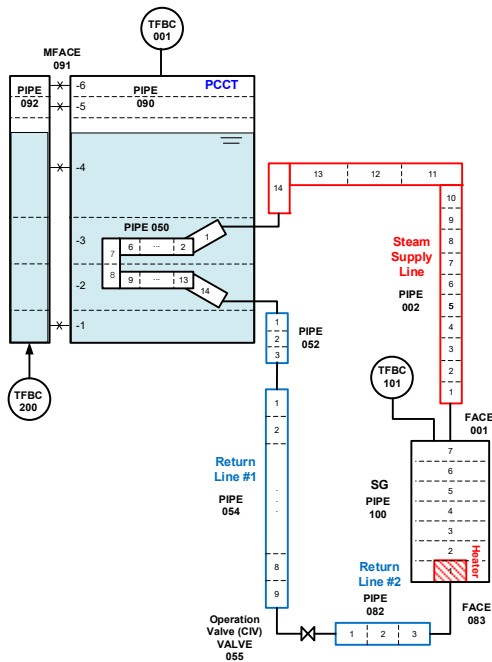 TFBC
001
MFACE
091
PIPE
092
PIPE
090
PCCT
-6
-5
-4
-3
-2
-1
PIPE 050
1
2
...
6
7
8
9
...
13
14
TFBC
200
14
13
12
11
10
9
8
7
6
5
4
3
2
1
Steam
Supply
Line
PIPE
002
1
2
3
PIPE
052
TFBC
101
FACE
001
1
2
.
.
.
8
9
Return
Line #1
PIPE
054
SG
PIPE
100
7
6
5
4
3
2
1
Heater
Return
Line #2
PIPE
082
FACE
083
Operation
Valve (CIV)
VALVE
055
1
2
3